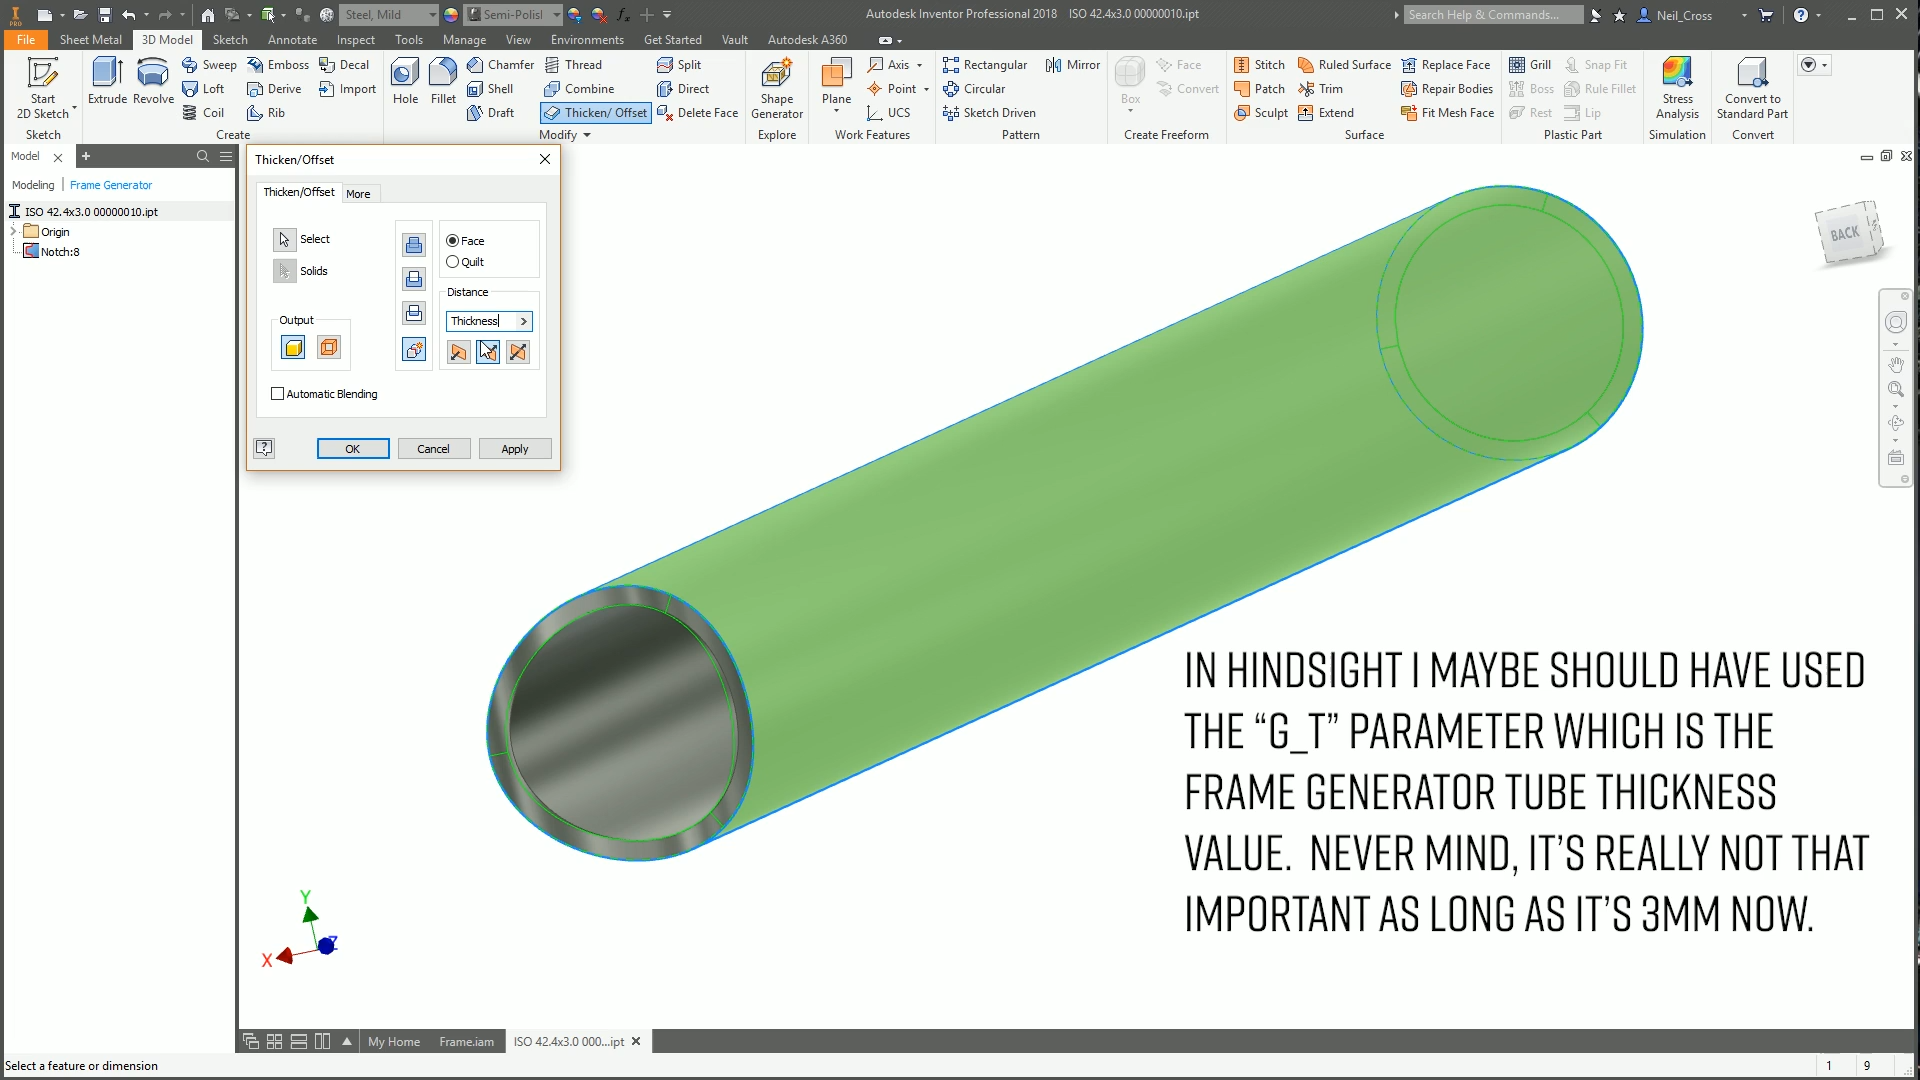 PRO
Steel, Mild
Semi-Polisl
fx
Autodesk Inventor Professional 2018 ISO 42.4x3.0 00000010.ipt
Search Help & Commands...
Neil_Cross
File Sheet Metal 3D Model Sketch Annotate Inspect Tools Manage View Environments Get Started Vault Autodesk A360
Start
2D Sketch
Sketch
Extrude
Revolve
Sweep Emboss Decal
Loft Derive Import
Coil Rib
Create
Hole
Fillet
Chamfer Thread Split
Shell Combine Direct
Draft Thicken/ Offset Delete Face
Modify
Shape
Generator
Explore
Plane
Axis
Point
UCS
Work Features
Rectangular Mirror
Circular
Sketch Driven
Pattern
Box
Face
Convert
Create Freeform
Stitch Ruled Surface Replace Face
Patch Trim Repair Bodies
Sculpt Extend Fit Mesh Face
Surface
Grill Snap Fit
Boss Rule Fillet
Rest Lip
Plastic Part
Stress
Analysis
Simulation
Convert to
Standard Part
Convert
Model
Modeling Frame Generator
ISO 42.4x3.0 00000010.ipt
Origin
Notch:8
Thicken/Offset
Thicken/Offset More
Select
Solids
Face
Quilt
Distance
Thickness
Output
Automatic Blending
OK Cancel Apply
BACK
IN HINDSIGHT I MAYBE SHOULD HAVE USED
THE “G_T” PARAMETER WHICH IS THE
FRAME GENERATOR TUBE THICKNESS
VALUE. NEVER MIND, IT’S REALLY NOT THAT
IMPORTANT AS LONG AS IT’S 3MM NOW.
Y
Z
X
My Home Frame.iam ISO 42.4x3.0 000...ipt
Select a feature or dimension
1 9